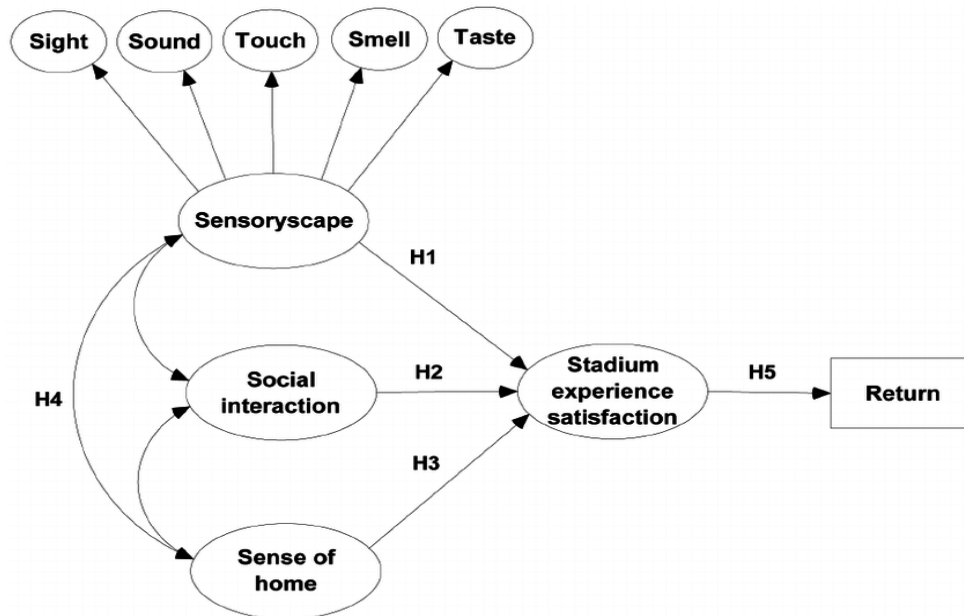 Sight
Sound
Touch
Smell
Taste
Sensoryscape
H1
Social
interaction
H2
Stadium
experience
satisfaction
H5
Return
H4
H3
Sense of
home